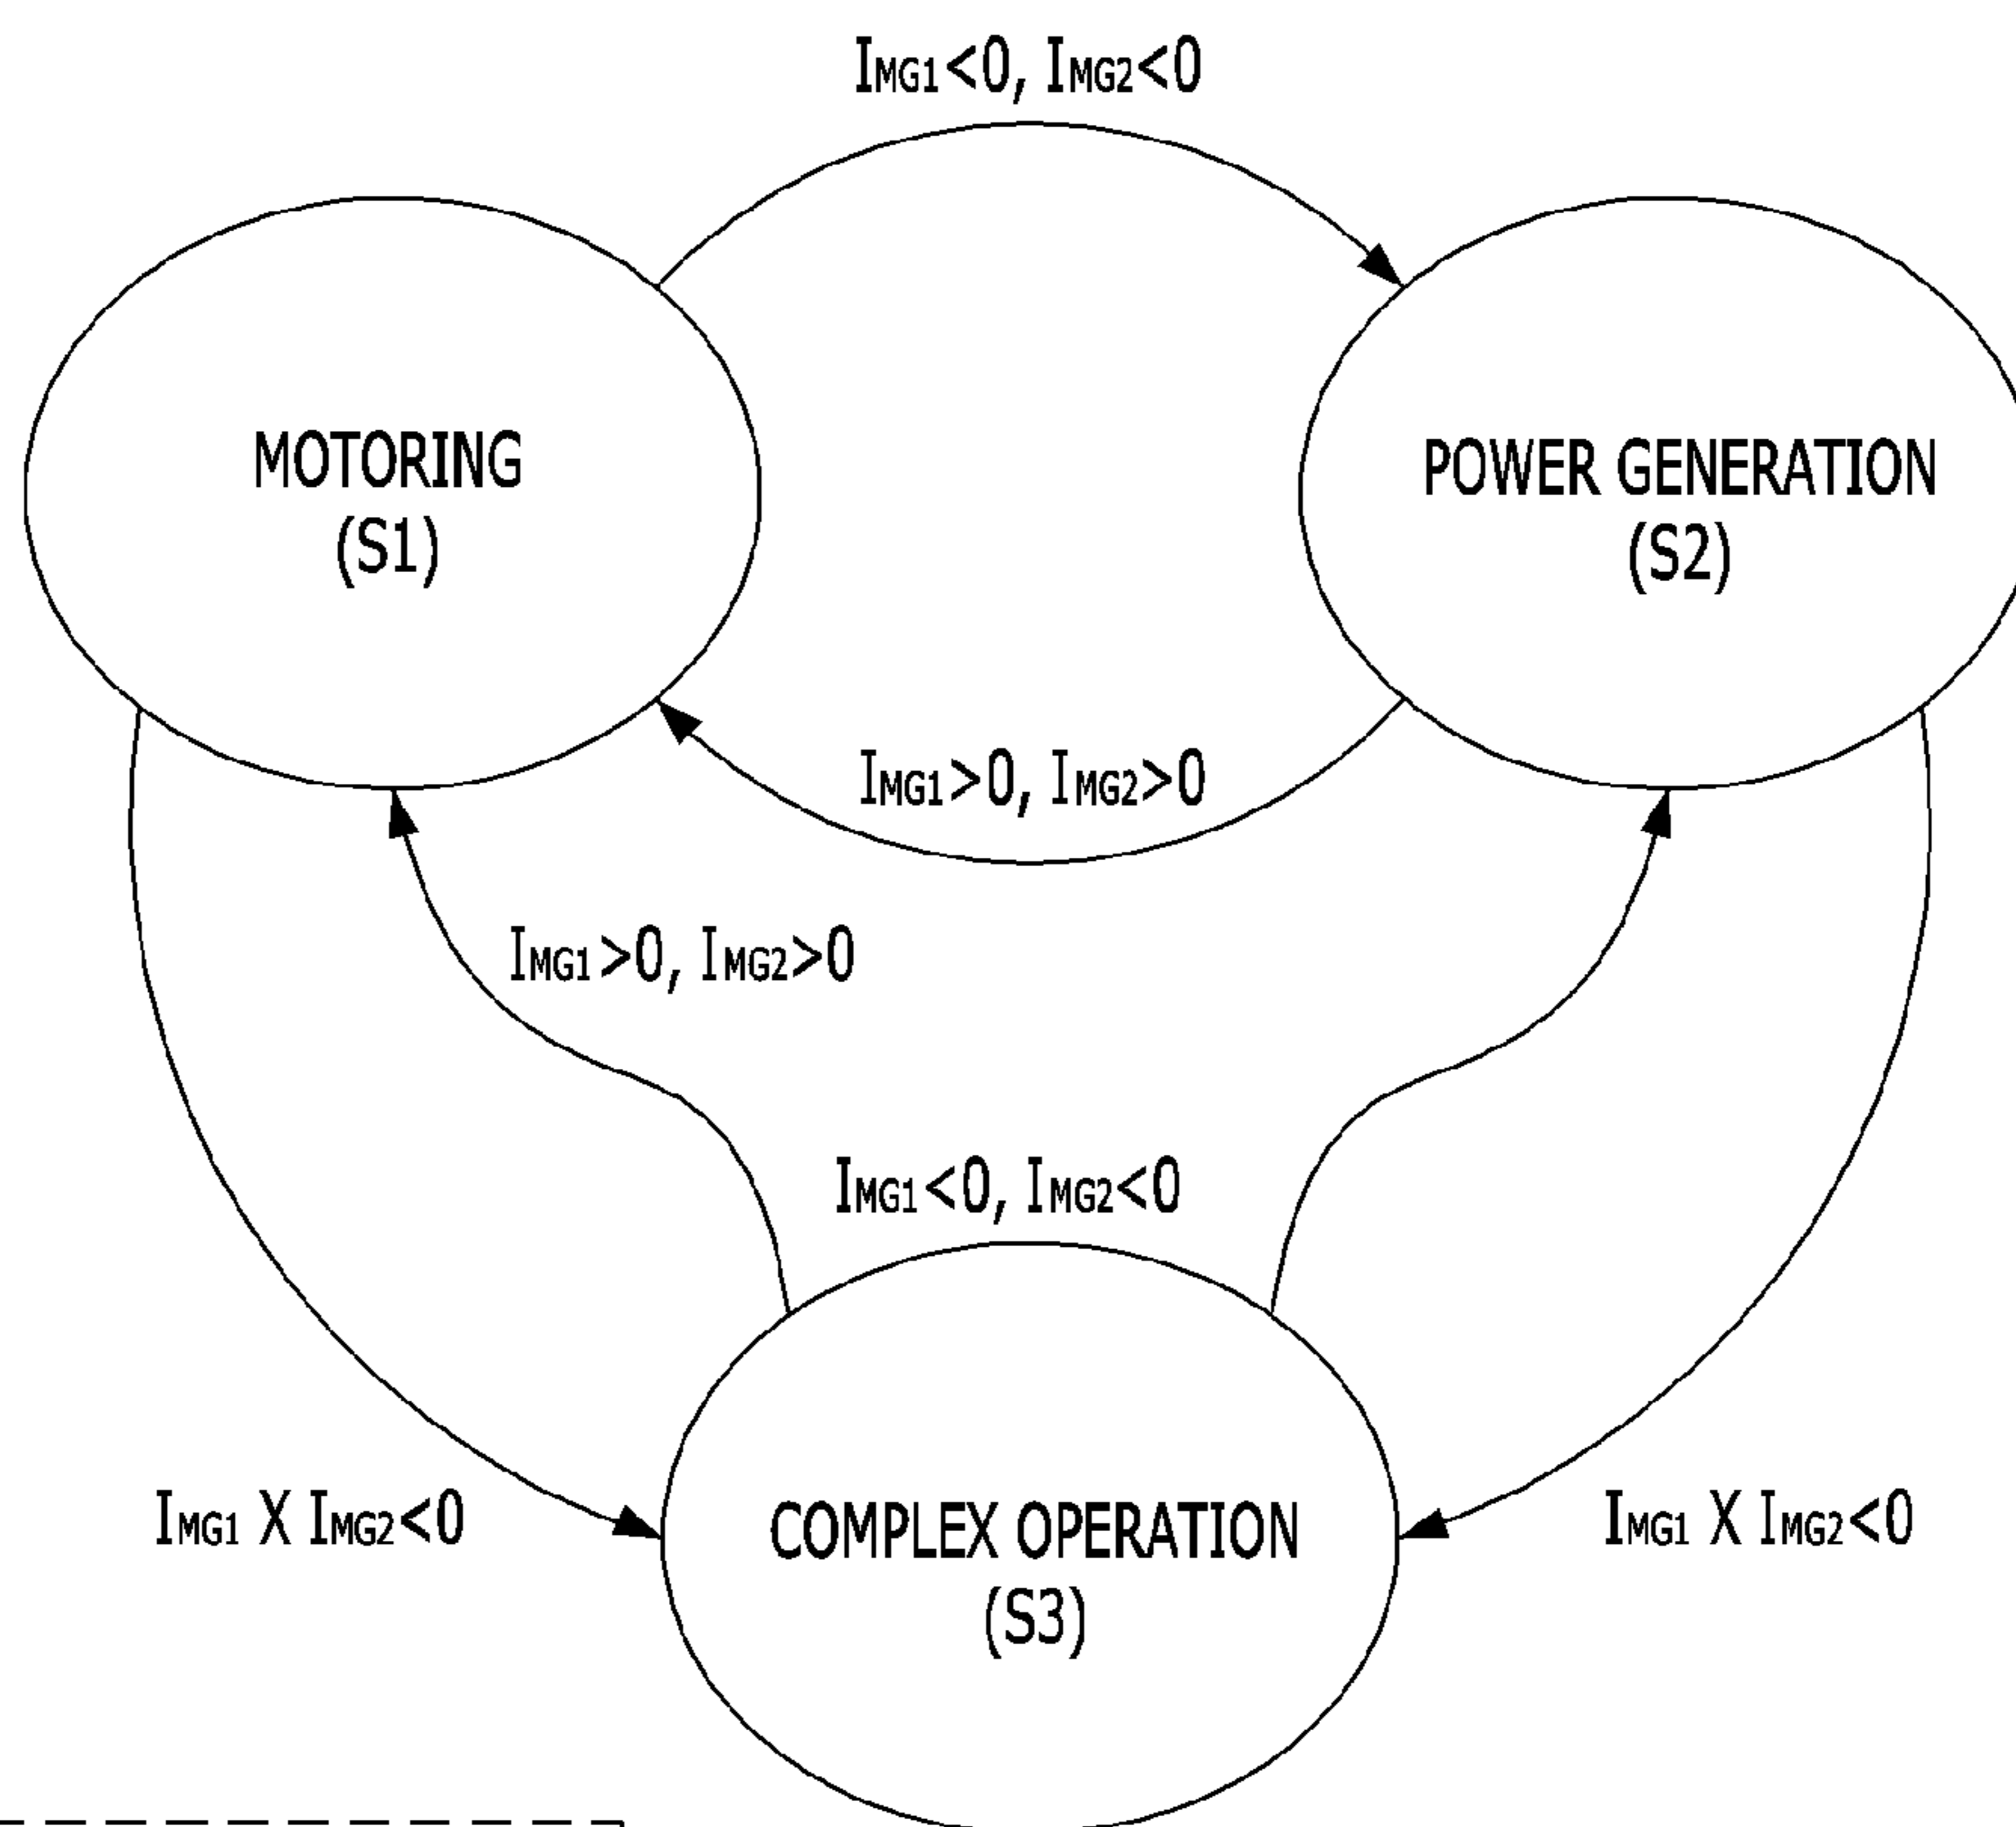 IMG1<0, IMG2<0
MOTORING
(S1)
POWER GENERATION
(S2)
IMG1>0, IMG2>0
IMG1>0, IMG2>0
IMG1<0, IMG2<0
IMG1 X IMG2<0
COMPLEX OPERATION
(S3)
IMG1 X IMG2<0